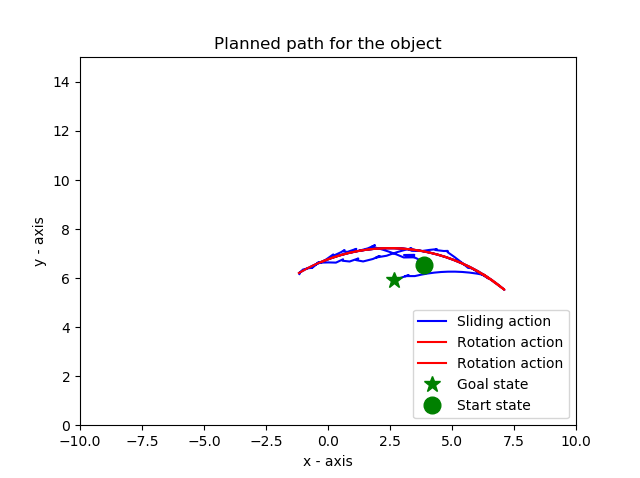 Planned path for the object
14
12
10
8
6
4
2
0
y - axis
−10.0 −7.5 −5.0 −2.5 0.0 2.5 5.0 7.5 10.0
x - axis
Sliding action
Rotation action
Rotation action
Goal state
Start state